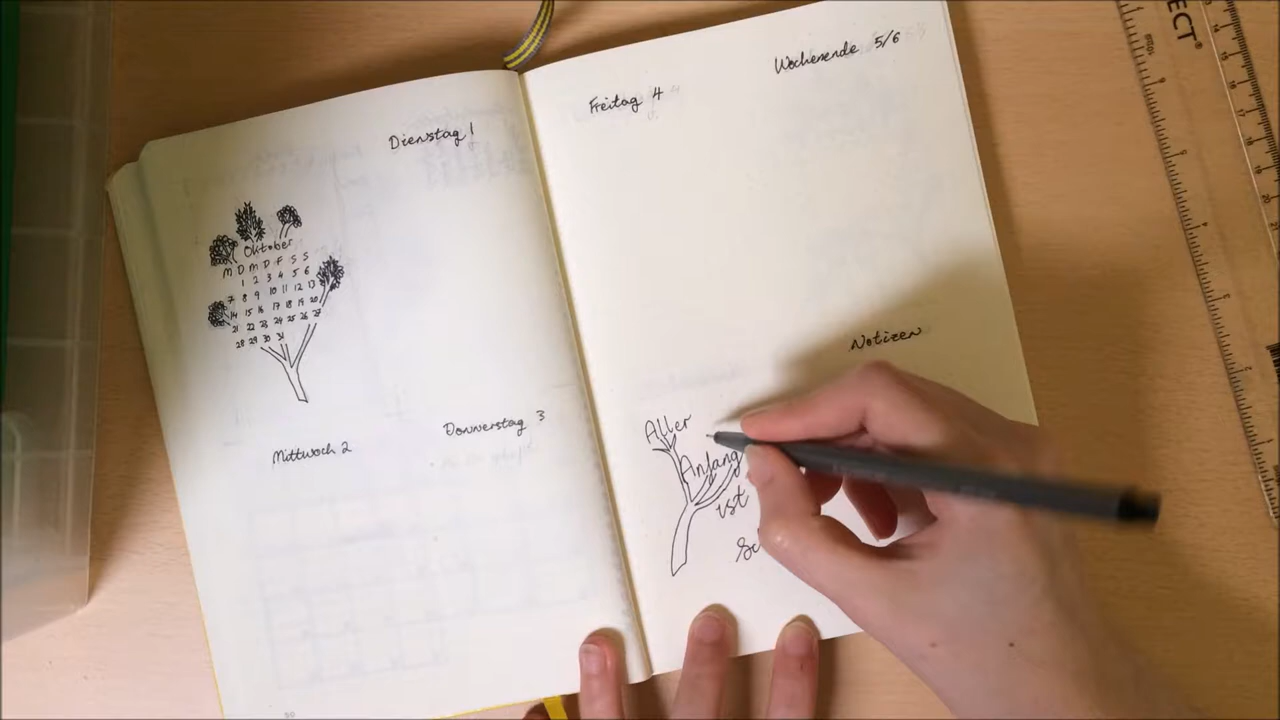 Dienstag 1
Oktober
M D M D F S S
1 2 3 4 5 6
7 8 9 10 11 12 13
14 15 16 17 18 19 20
21 22 23 24 25 26 27
28 29 30 31
Mittwoch 2
Donnerstag 3
Freitag 4
Wochenende 5/6
Notizen
Aller
Anfang
ist